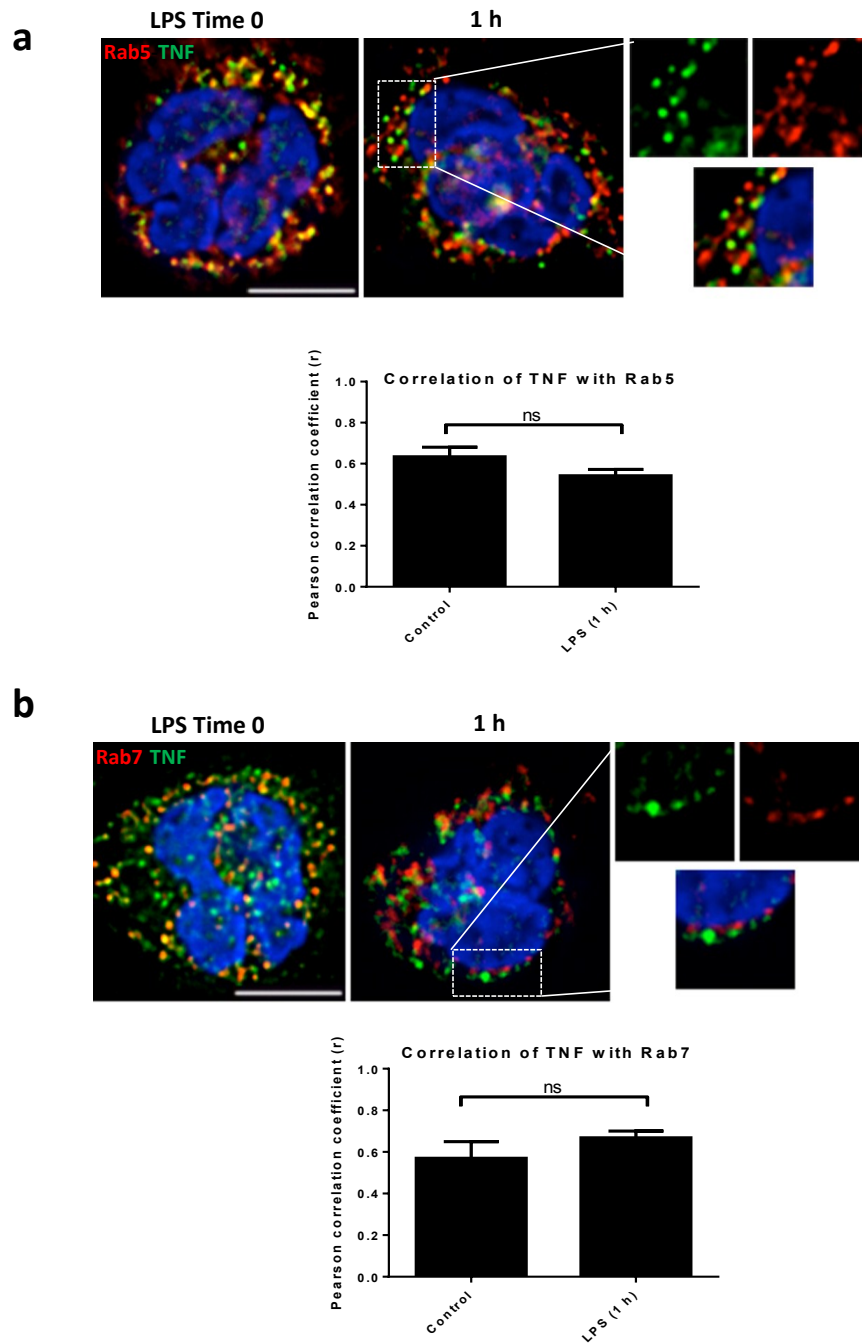 a
LPS Time 0
1 h
Rab5 TNF
Correlation of TNF with Rab5
Pearson correlation coefficient (r)
1.0
0.8
0.6
0.4
0.2
0.0
ns
Control
LPS (1 h)
b
LPS Time 0
1 h
Rab7 TNF
Correlation of TNF with Rab7
Pearson correlation coefficient (r)
1.0
0.8
0.6
0.4
0.2
0.0
ns
Control
LPS (1 h)